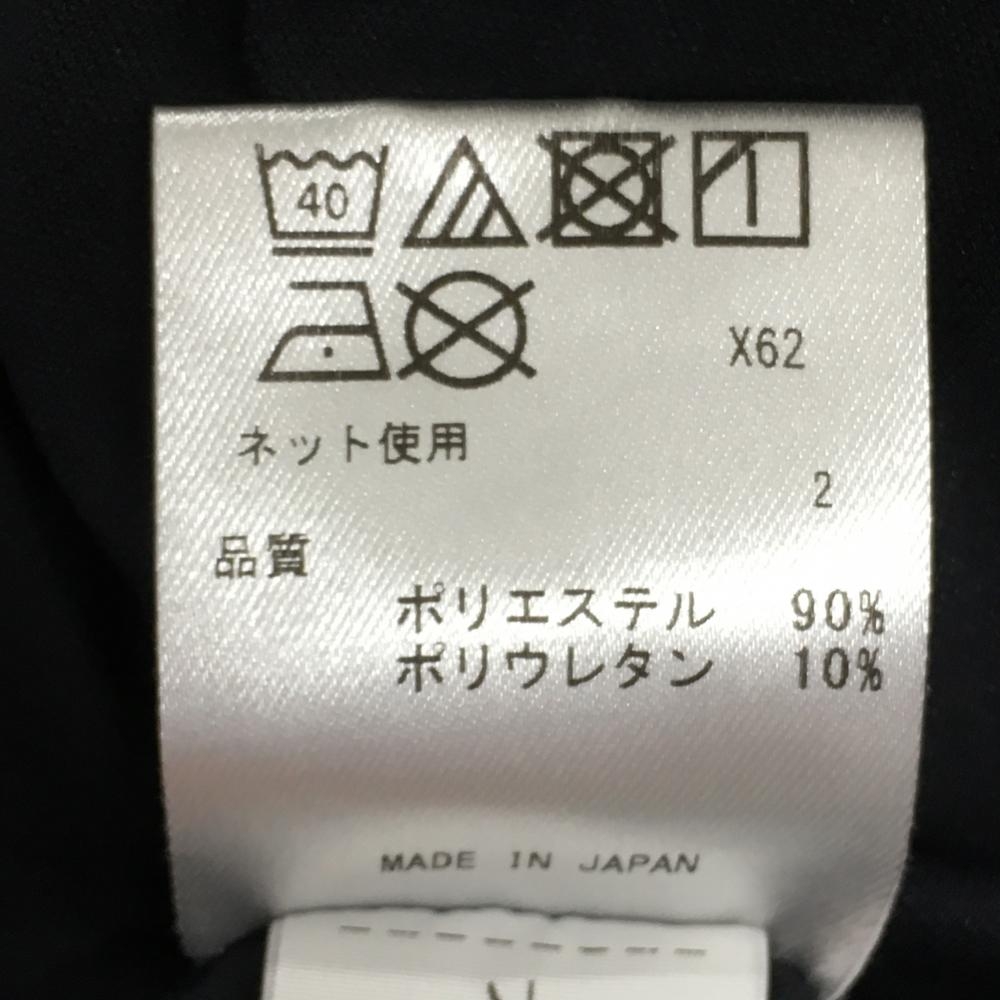 40
X62
ネット使用
2
品質
ポリエステル 90%
ポリウレタン 10%
MADE IN JAPAN